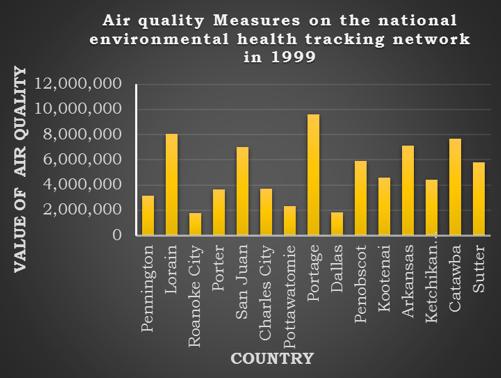 Air quality Measures on the national
environmental health tracking network
in 1999
VALUE OF AIR QUALITY
12,000,000
10,000,000
8,000,000
6,000,000
4,000,000
2,000,000
0
Pennington
Lorain
Roanoke City
Porter
San Juan
Charles City
Pottawatomie
Portage
Dallas
Penobscot
Kootenai
Arkansas
Ketchikan…
Catawba
Sutter
COUNTRY